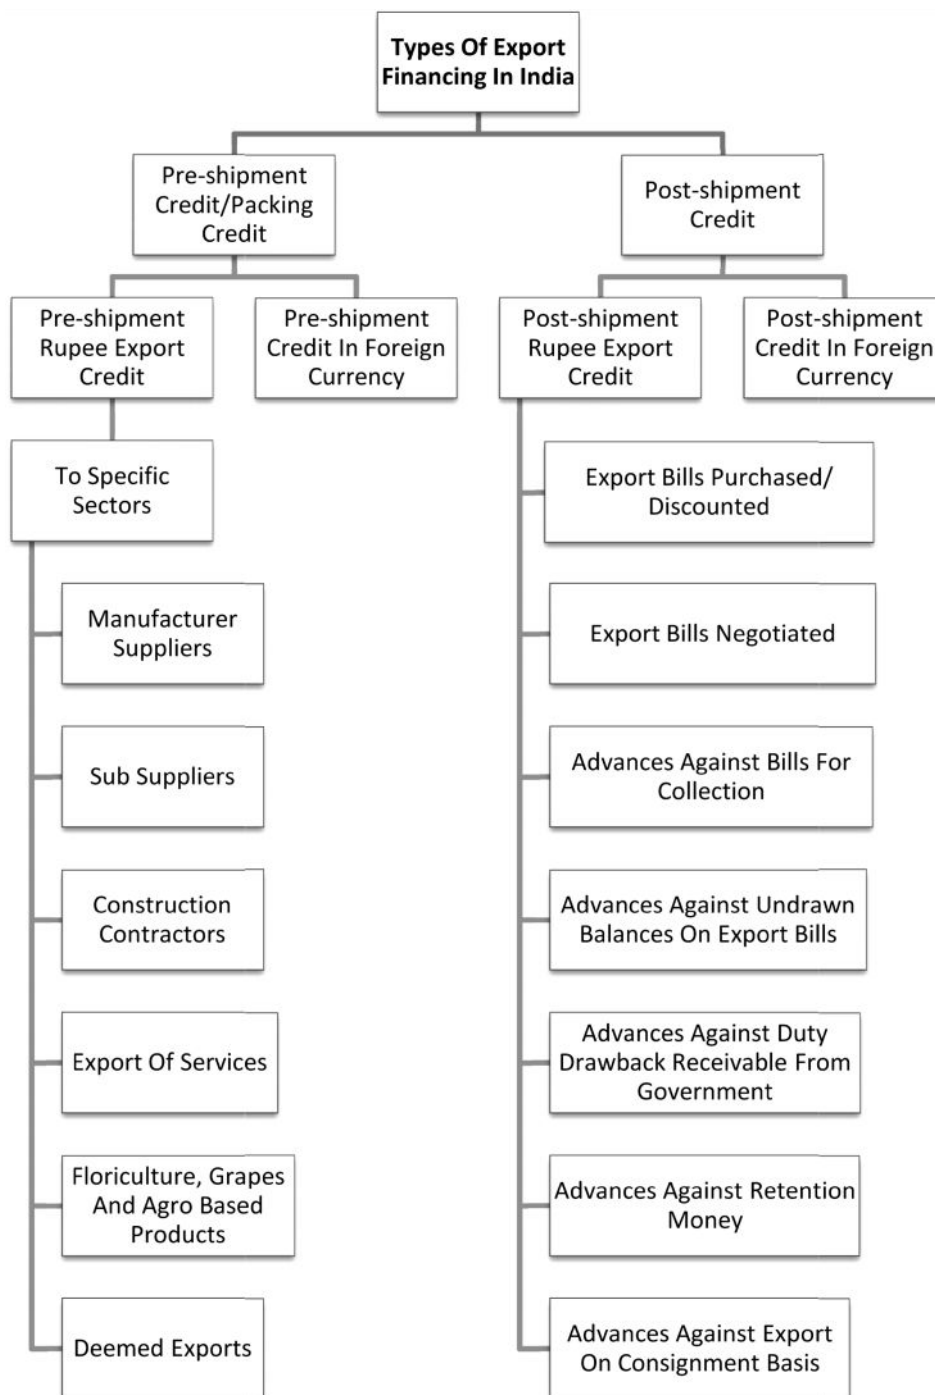 Types Of Export
Financing In India
Pre-shipment
Credit/Packing
Credit
Post-shipment
Credit
Pre-shipment
Rupee Export
Credit
Pre-shipment
Credit In Foreign
Currency
Post-shipment
Rupee Export
Credit
Post-shipment
Credit In Foreign
Currency
To Specific
Sectors
Manufacturer
Suppliers
Sub Suppliers
Construction
Contractors
Export Of Services
Floriculture, Grapes
And Agro Based
Products
Deemed Exports
Export Bills Purchased/
Discounted
Export Bills Negotiated
Advances Against Bills For
Collection
Advances Against Undrawn
Balances On Export Bills
Advances Against Duty
Drawback Receivable From
Government
Advances Against Retention
Money
Advances Against Export
On Consignment Basis